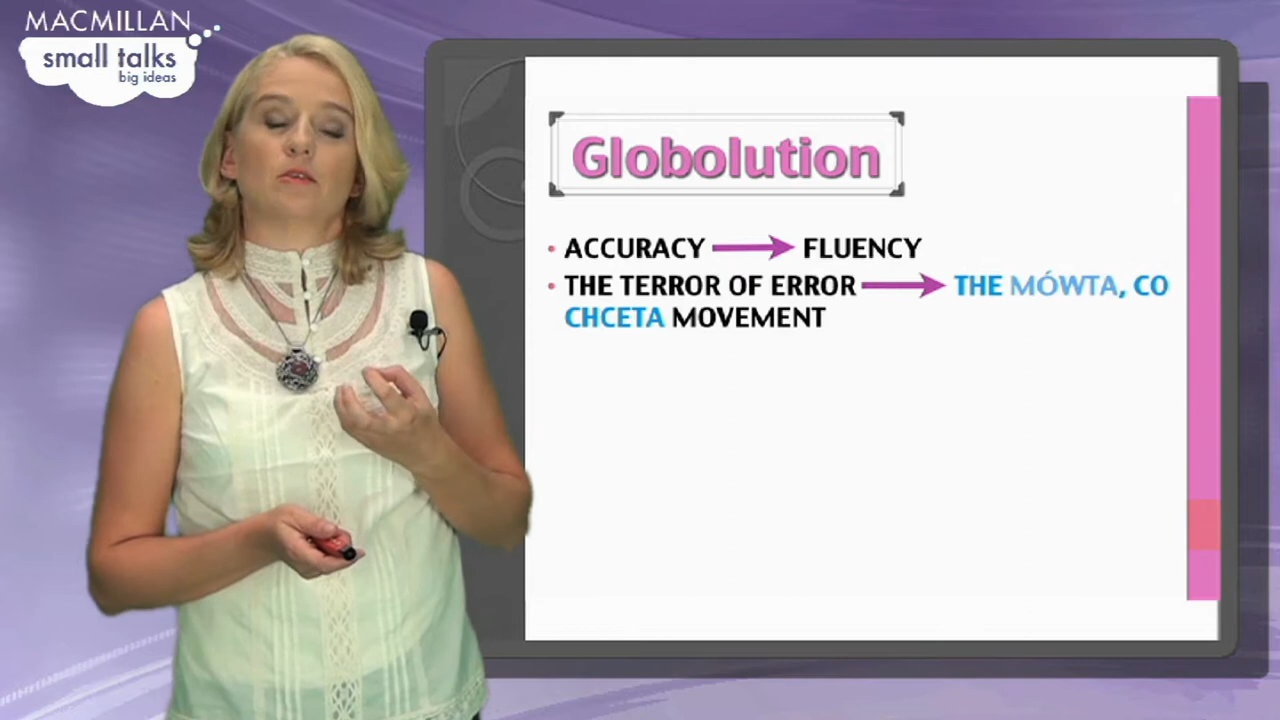 MACMILLAN
small talks
big ideas
Globolution
• ACCURACY FLUENCY
• THE TERROR OF ERROR THE MÓWTA, CO
CHCETA MOVEMENT